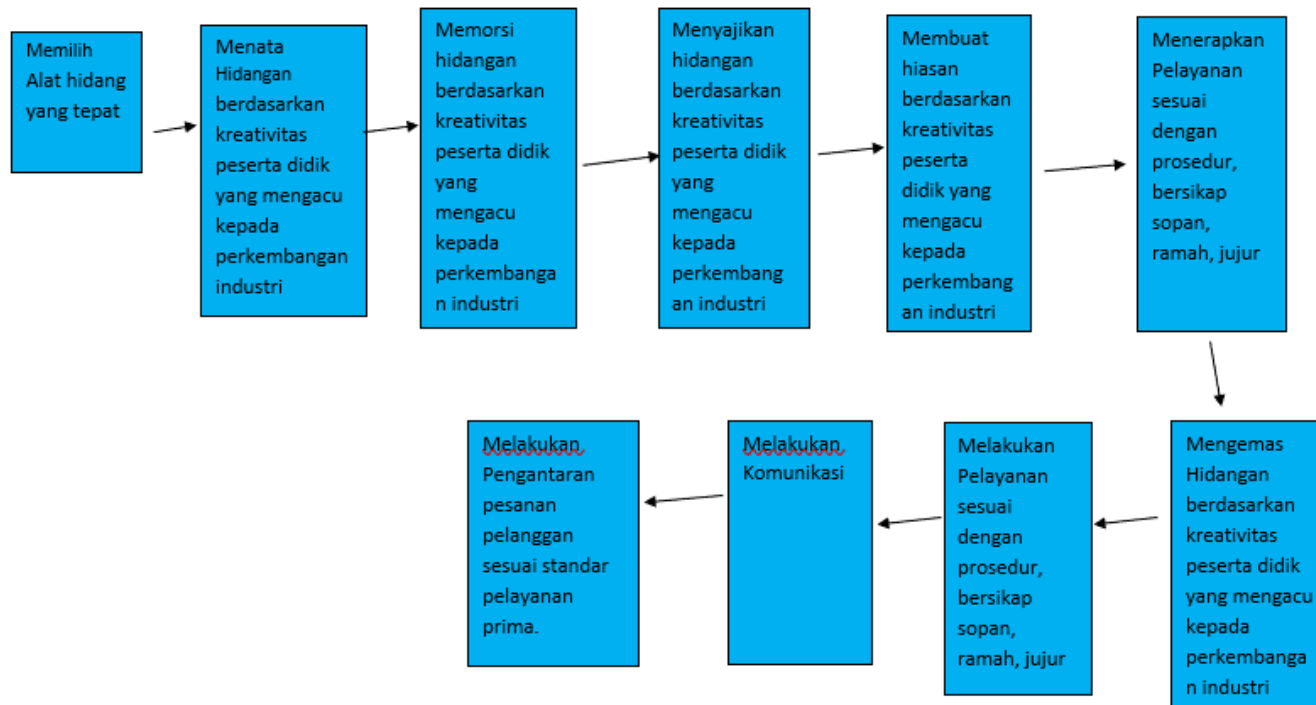 Memilih
Alat hidang
yang tepat
Menata
Hidangan
berdasarkan
kreativitas
peserta didik
yang mengacu
kepada
perkembangan
industri
Memorsi
hidangan
berdasarkan
kreativitas
peserta didik
yang
mengacu
kepada
perkembanga
n industri
Menyajikan
hidangan
berdasarkan
kreativitas
peserta didik
yang
mengacu
kepada
perkembang
an industri
Membuat
hiasan
berdasarkan
kreativitas
peserta
didik yang
mengacu
kepada
perkembang
an industri
Menerapkan
Pelayanan
sesuai
dengan
prosedur,
bersikap
sopan,
ramah, jujur
Mengemas
Hidangan
berdasarkan
kreativitas
peserta didik
yang mengacu
kepada
perkembanga
n industri
Melakukan
Pelayanan
sesuai
dengan
prosedur,
bersikap
sopan,
ramah, jujur
Melakukan
Komunikasi
Melakukan
Pengantaran
pesanan
pelanggan
sesuai standar
pelayanan
prima.